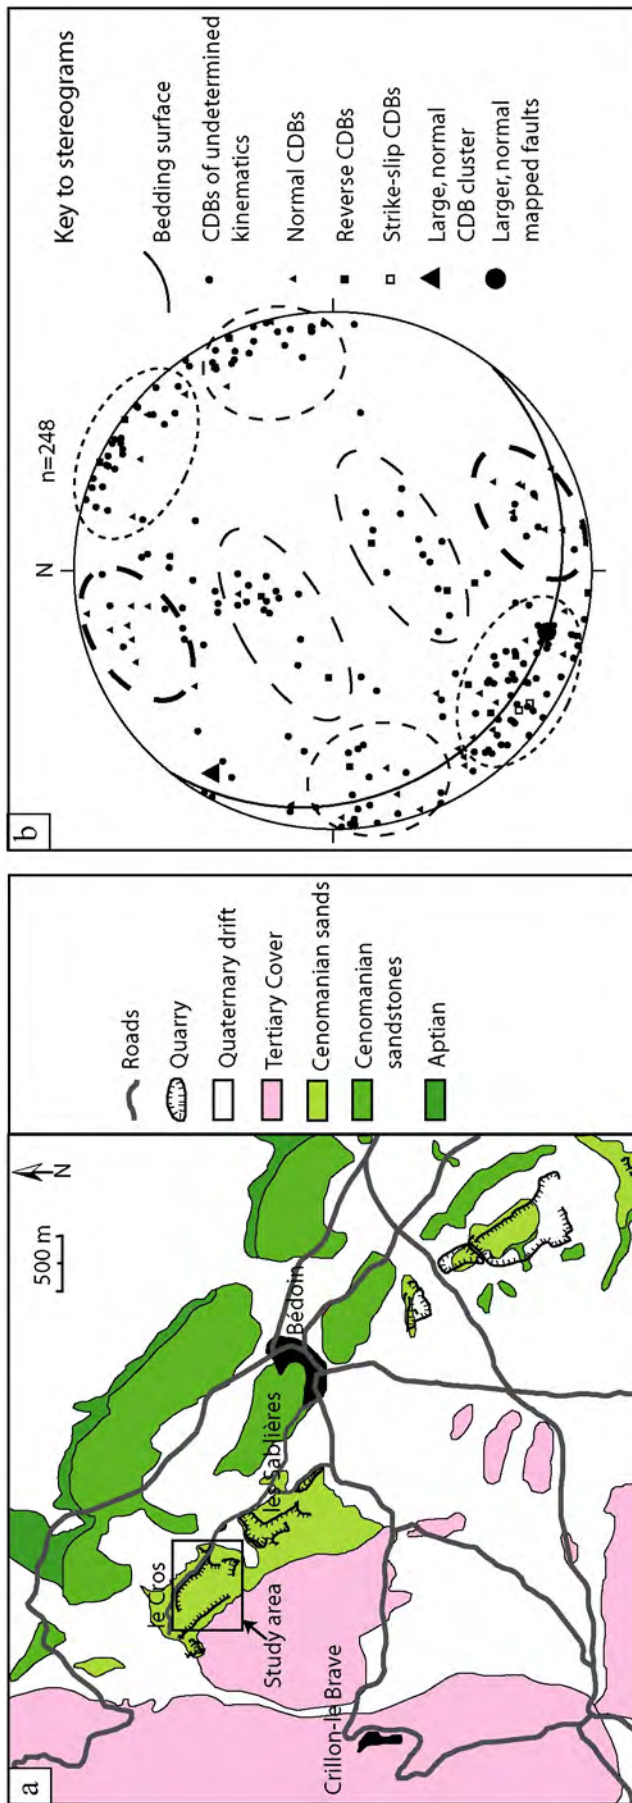 a
N
500 m
le Cros
les Sablières
Bédoin
Study area
Crillon-le Brave
Roads
Quarry
Quaternary drift
Tertiary Cover
Cenomanian sands
Cenomanian
sandstones
Aptian
b
N
n=248
Key to stereograms
Bedding surface
CDBs of undetermined
kinematics
Normal CDBs
Reverse CDBs
Strike-slip CDBs
Large, normal
CDB cluster
Larger, normal
mapped faults